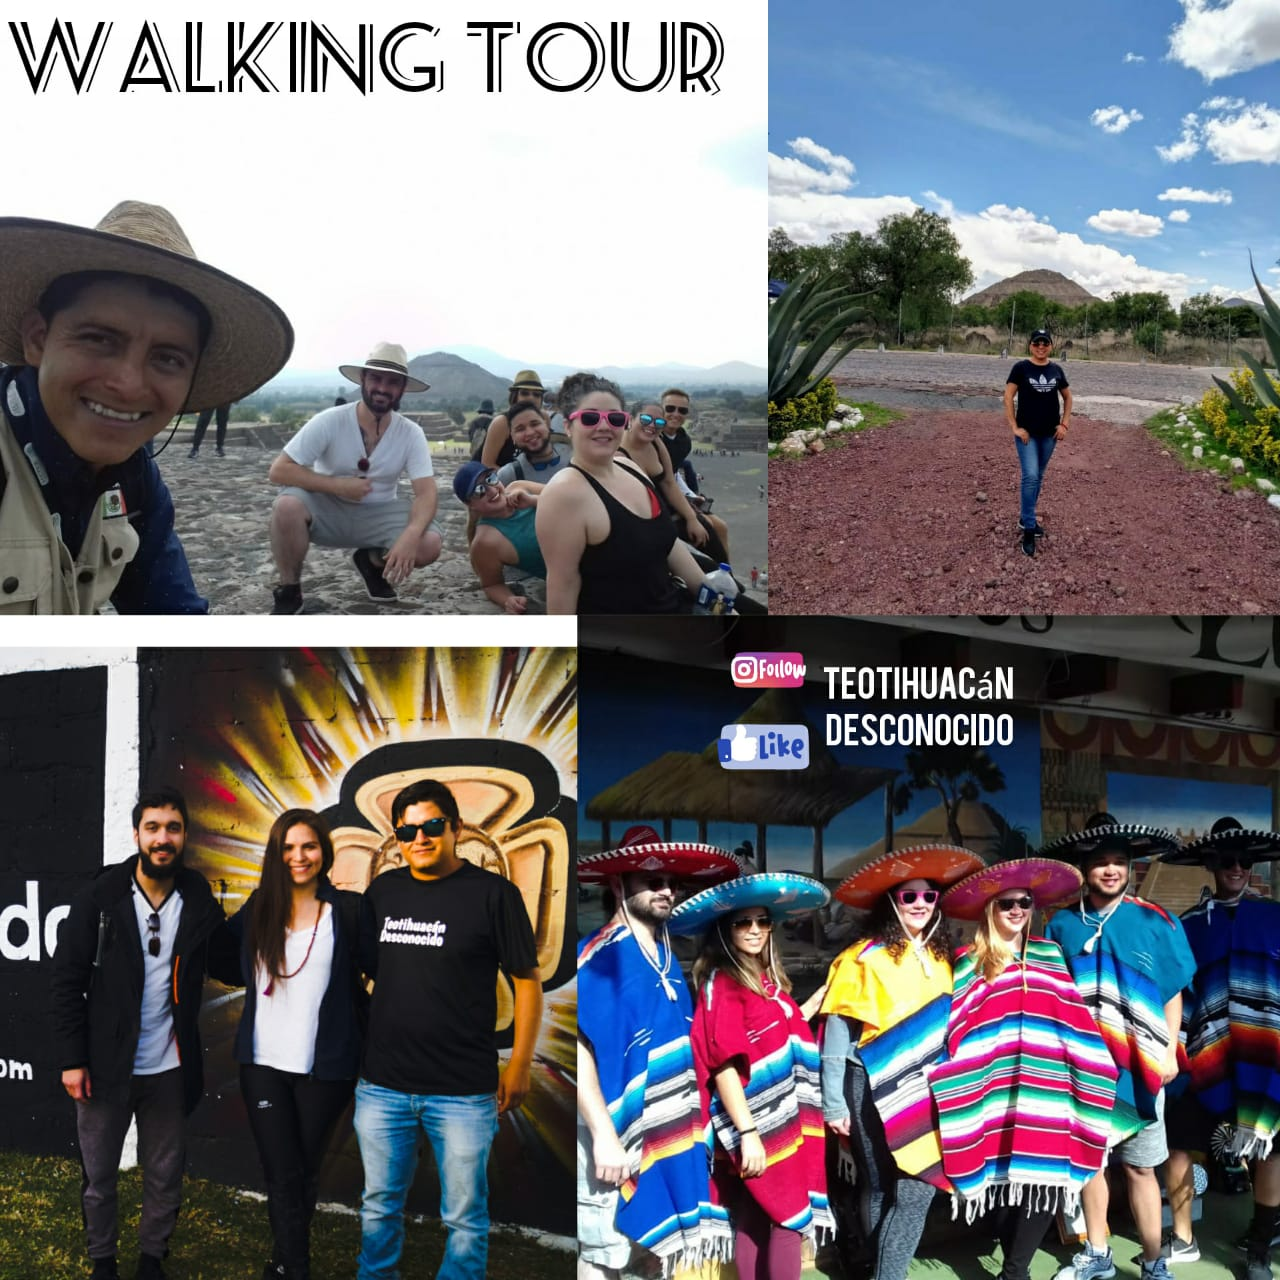 WALKING TOUR
Follow
TEOTIHUACáN
Like
DESCONOCIDO
Teotihuacán
Desconocido